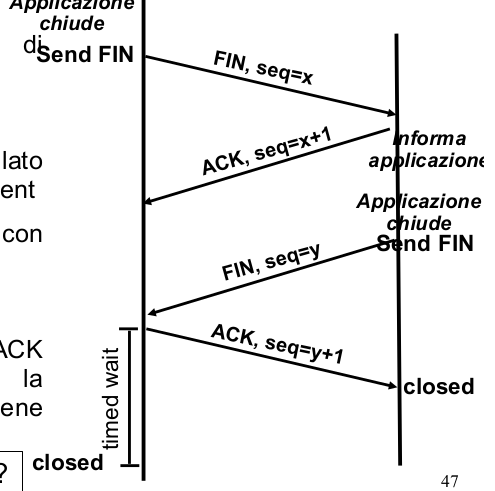 Applicazione
chiude
di
Send FIN
FIN, seq=x
ACK, seq=x+1
Informa
applicazione
lato
ent
Applicazione
chiude
con
Send FIN
FIN, seq=y
ACK, seq=y+1
ACK
la
ene
timed wait
closed
closed
?
47